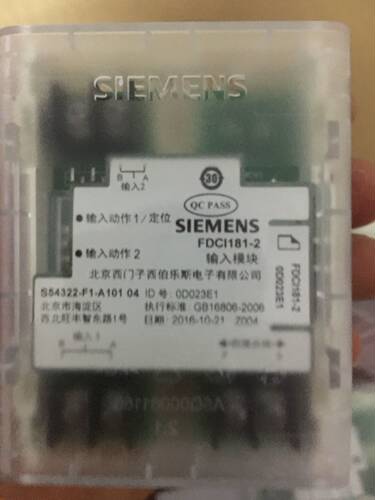 SIEMENS
B A
输入2
30
QC PASS
● 输入动作1/定位
SIEMENS
FDCI181-2
输入模块
● 输入动作2
FDCI181-2
0D023E1
北京西门子西伯乐斯电子有限公司
S54322-F1-A101 04 ID 号: 0D023E1
北京市海淀区 执行标准: GB16806-2006
西北旺丰智东路1号 日期: 2016-10-21 Z004
输入1
B A